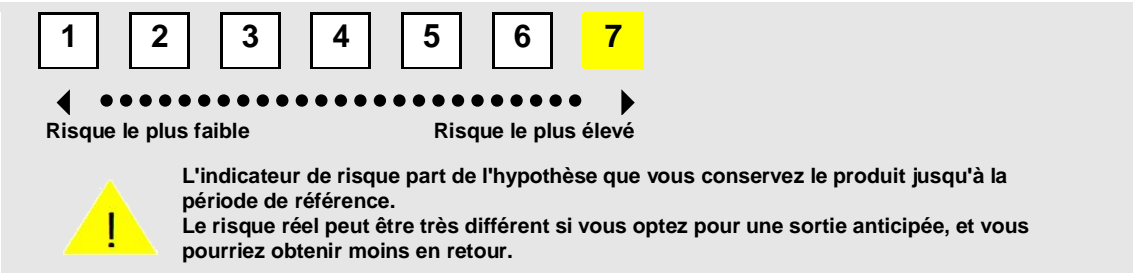 1 2 3 4 5 6 7
Risque le plus faible Risque le plus élevé
L'indicateur de risque part de l'hypothèse que vous conservez le produit jusqu'à la
période de référence.
Le risque réel peut être très différent si vous optez pour une sortie anticipée, et vous
pourriez obtenir moins en retour.
!